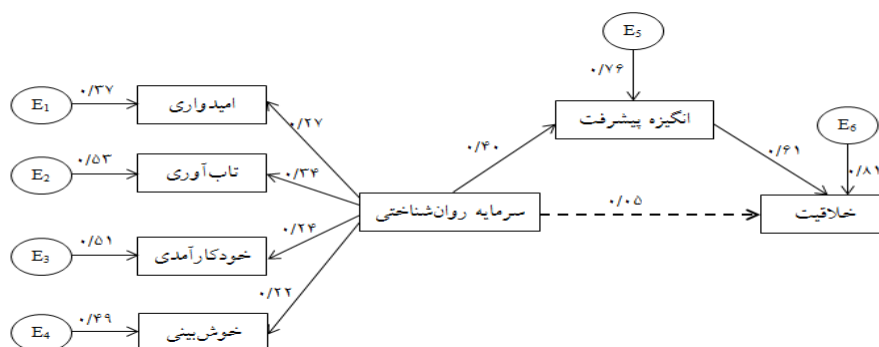 E5
۰/۷۶
E1
۰/۳۷
امیدواری
۰/۲۷
انگیزه پیشرفت
E6
E2
۰/۵۳
تاب‌آوری
۰/۳۴
۰/۴۰
۰/۶۱
۰/۸۱
سرمایه روان‌شناختی
۰/۰۵
خلاقیت
E3
۰/۵۱
خودکارآمدی
۰/۲۴
E4
۰/۴۹
خوش‌بینی
۰/۲۲